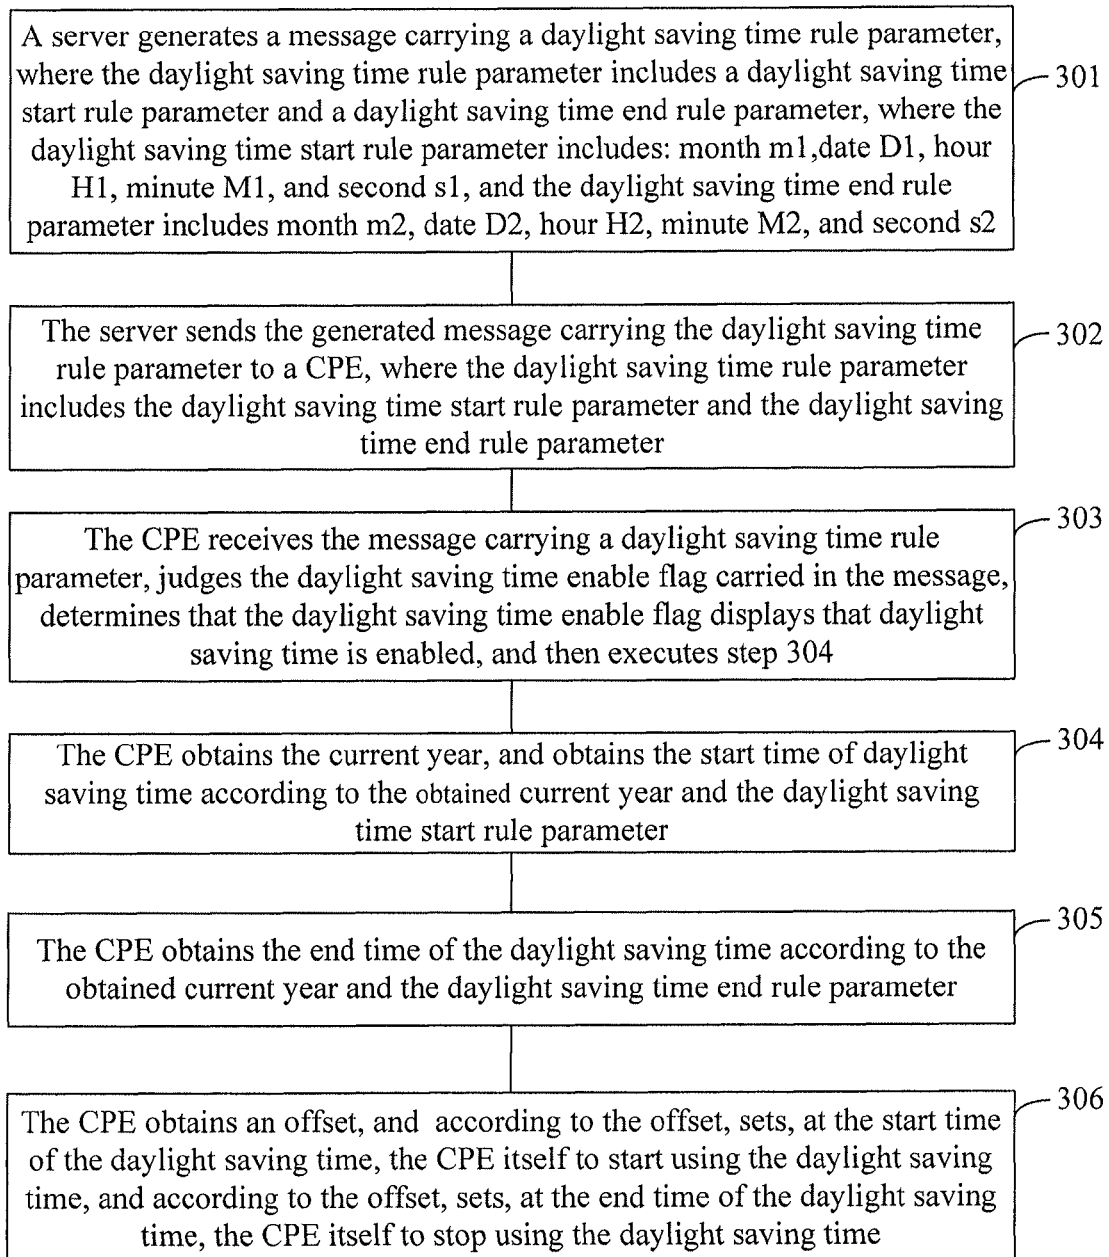 A server generates a message carrying a daylight saving time rule parameter,
where the daylight saving time rule parameter includes a daylight saving time
start rule parameter and a daylight saving time end rule parameter, where the
daylight saving time start rule parameter includes: month m1,date D1, hour
H1, minute M1, and second s1, and the daylight saving time end rule
parameter includes month m2, date D2, hour H2, minute M2, and second s2
301
The server sends the generated message carrying the daylight saving time
rule parameter to a CPE, where the daylight saving time rule parameter
includes the daylight saving time start rule parameter and the daylight saving
time end rule parameter
302
The CPE receives the message carrying a daylight saving time rule
parameter, judges the daylight saving time enable flag carried in the message,
determines that the daylight saving time enable flag displays that daylight
saving time is enabled, and then executes step 304
303
The CPE obtains the current year, and obtains the start time of daylight
saving time according to the obtained current year and the daylight saving
time start rule parameter
304
The CPE obtains the end time of the daylight saving time according to the
obtained current year and the daylight saving time end rule parameter
305
The CPE obtains an offset, and according to the offset, sets, at the start time
of the daylight saving time, the CPE itself to start using the daylight saving
time, and according to the offset, sets, at the end time of the daylight saving
time, the CPE itself to stop using the daylight saving time
306